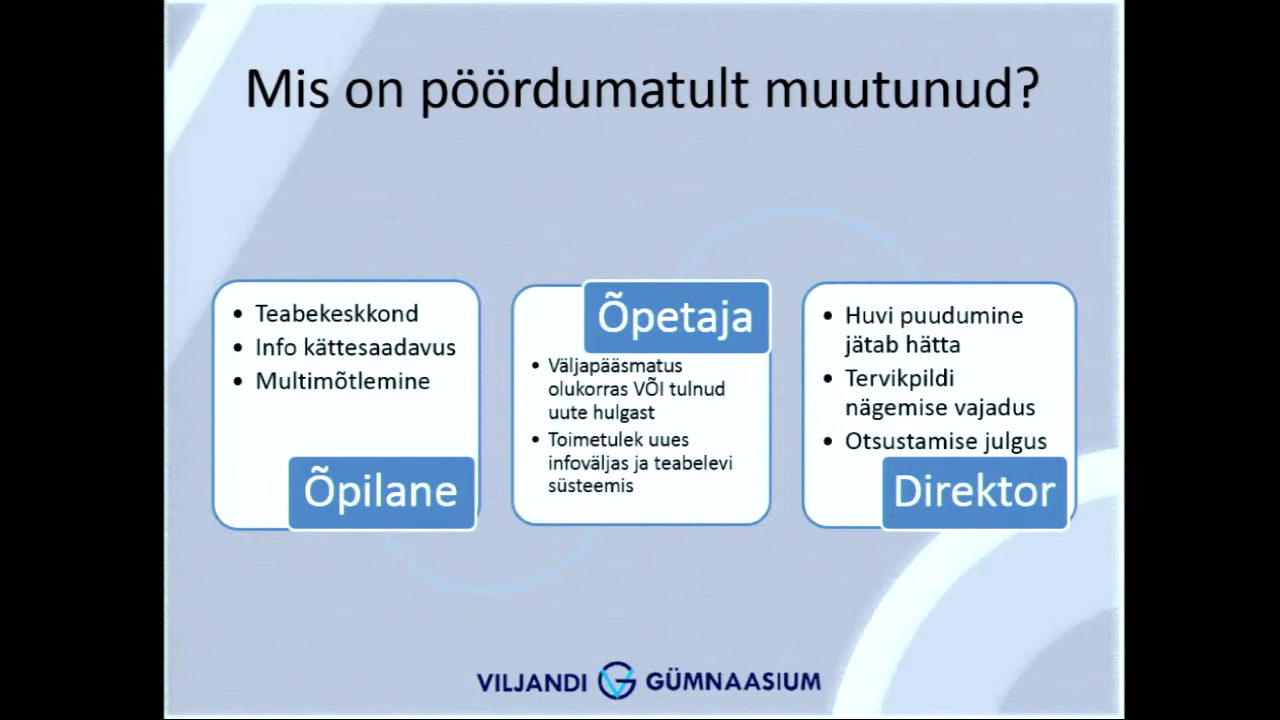 Mis on pöördumatult muutunud?
• Teabekeskkond
• Info kättesaadavus
• Multimõtlemine
Õpilane
Õpetaja
• Väljapääsmatus
olukorras VÕI tulnud
uute hulgast
• Toimetulek uues
infoväljas ja teabelevi
süsteemis
• Huvi puudumine
jätab hätta
• Tervikpildi
nägemise vajadus
• Otsustamise julgus
Direktor
VILJANDI GÜMNAASIUM